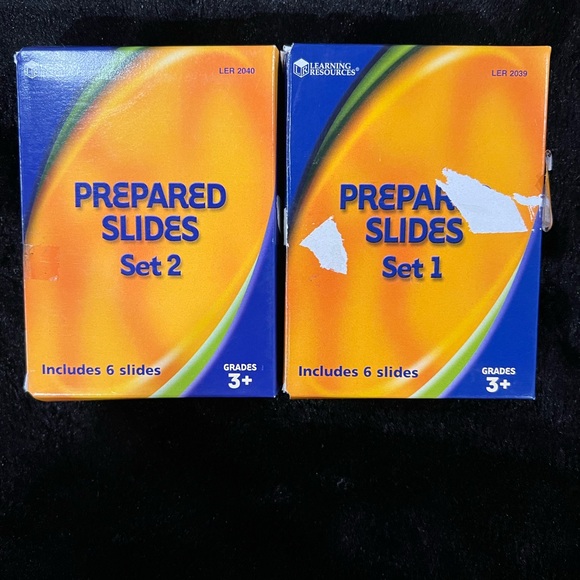 LER 2040
PREPARED
SLIDES
Set 2
Includes 6 slides
GRADES
3+
LEARNING
RESOURCES®
LER 2039
PREPAR
SLIDES
Set 1
Includes 6 slides
GRADES
3+